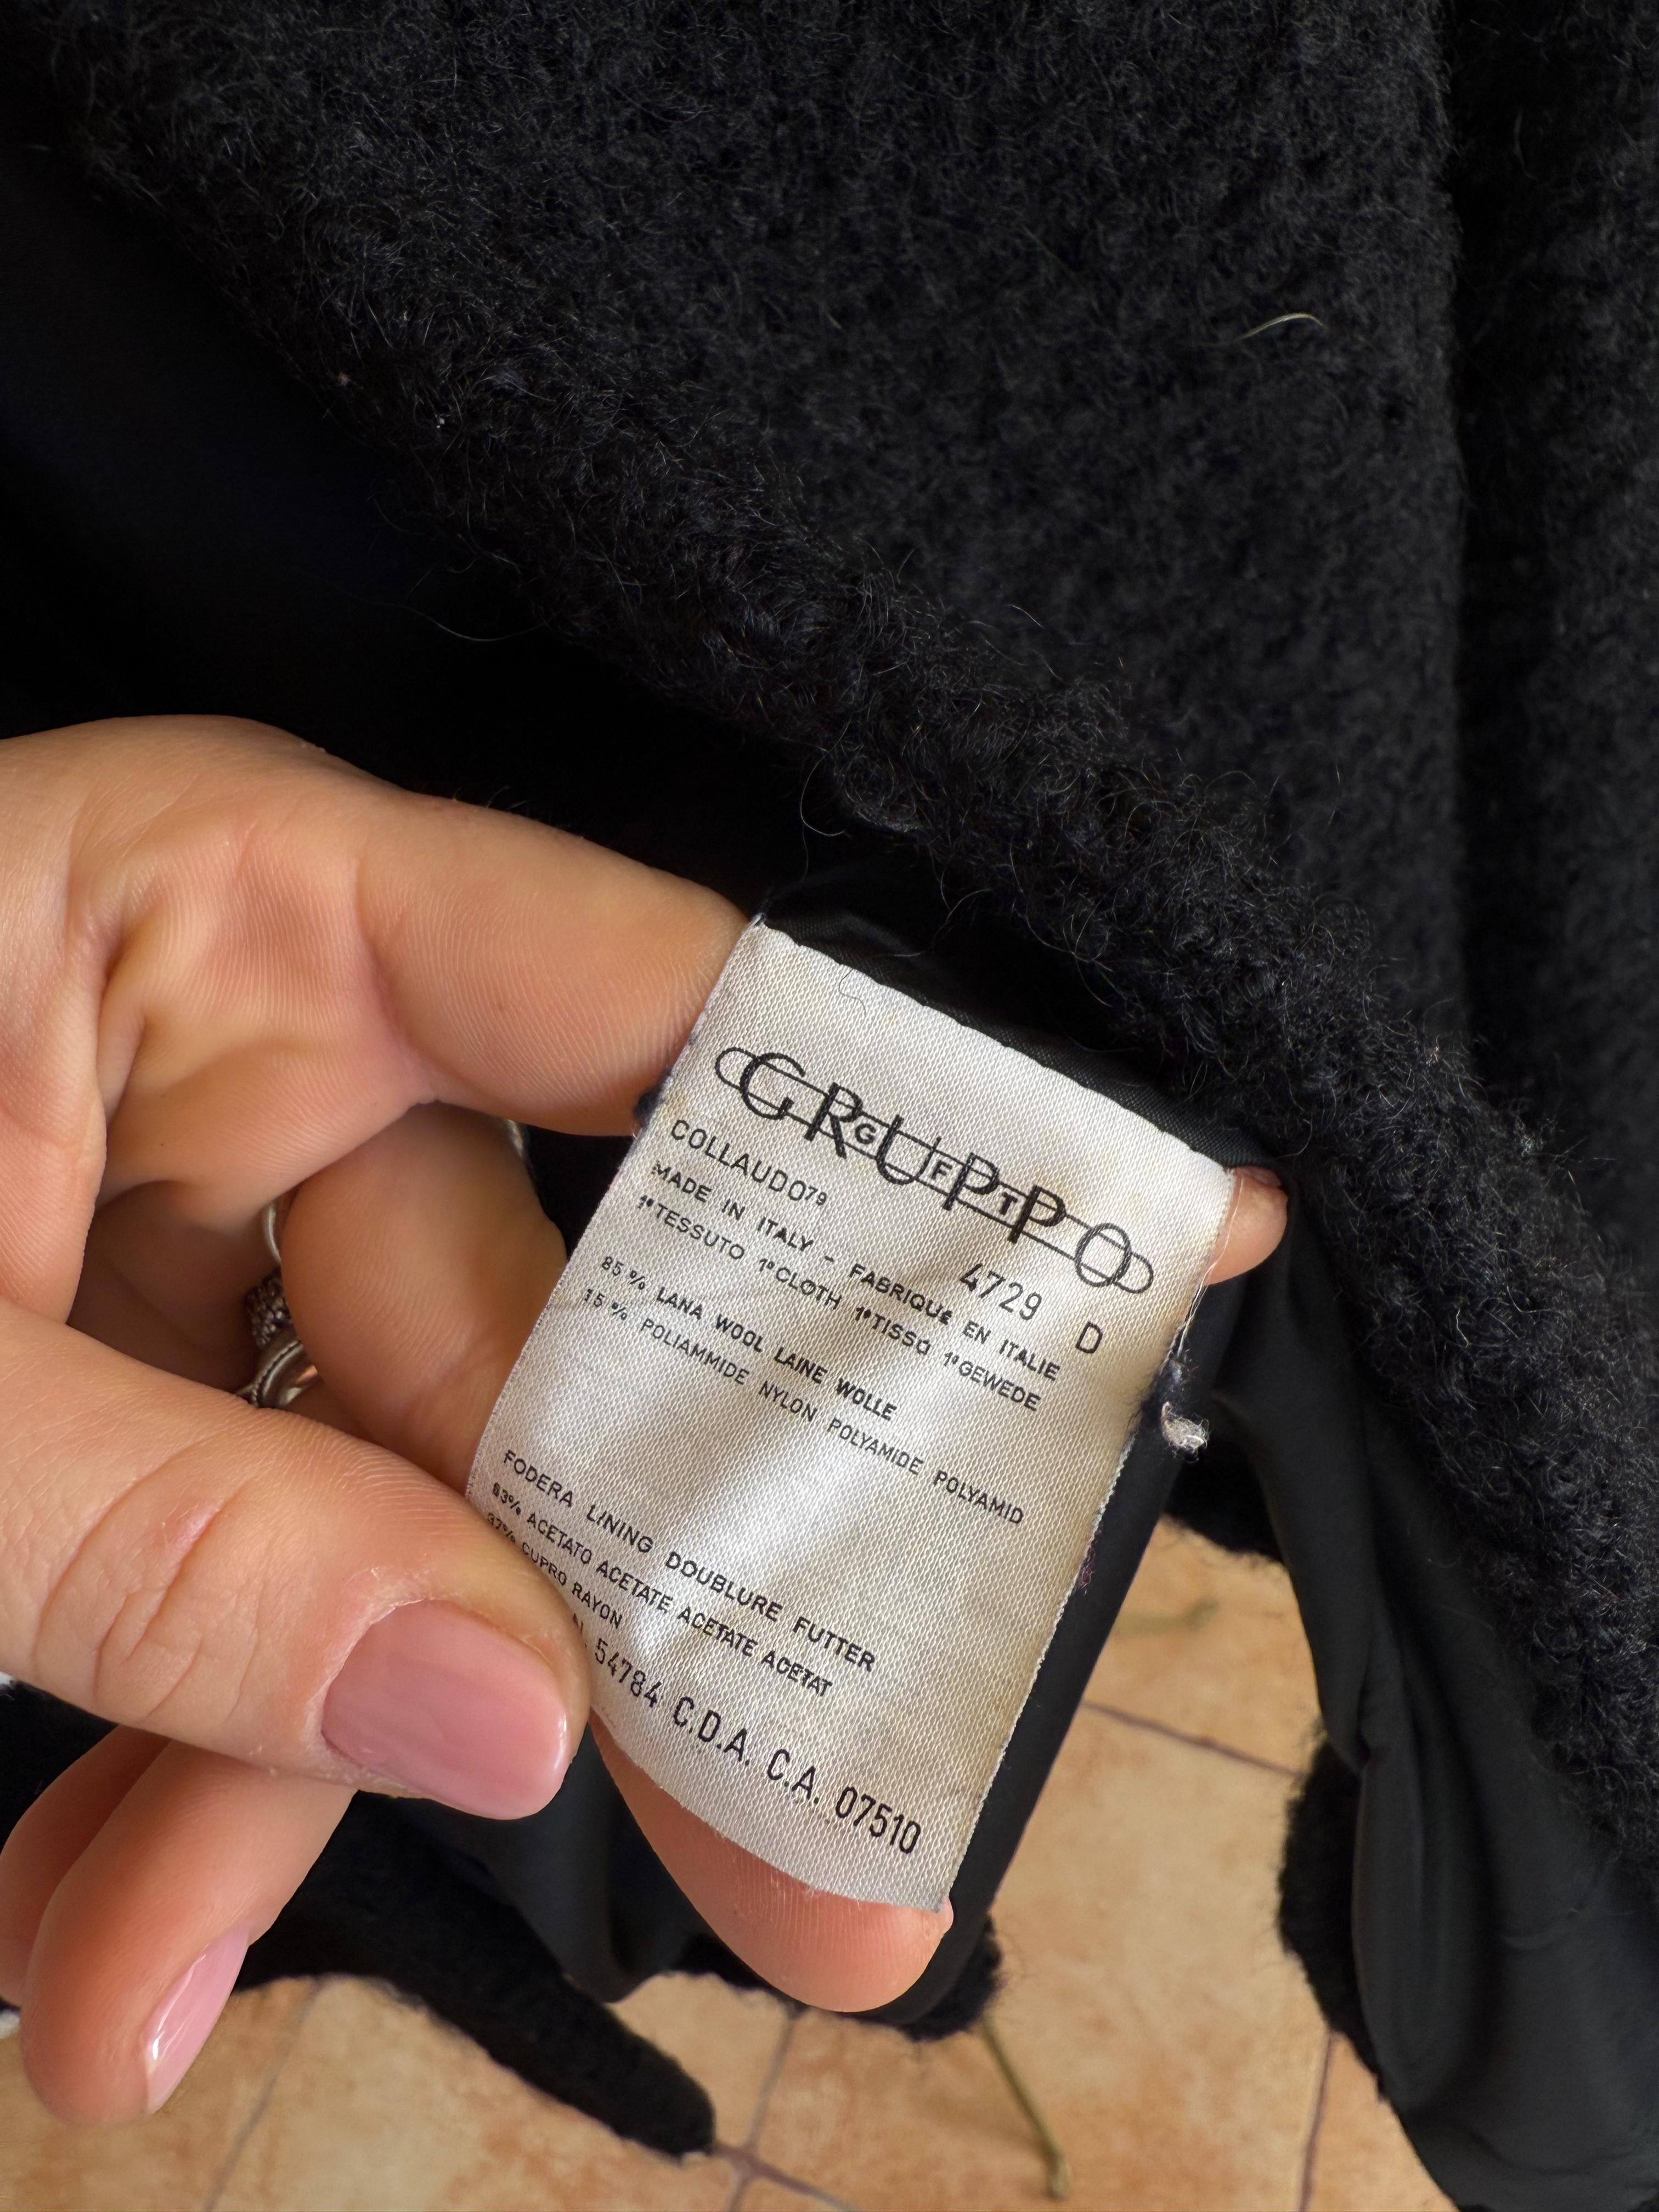 GRUPPO
GFT
COLLAUDO79
4729 D
MADE IN ITALY - FABRIQUé EN ITALIE
1°TESSUTO 1°CLOTH 1°TISSù 1°GEWEDE
85% LANA WOOL LAINE WOLLE
15% POLIAMMIDE NYLON POLYAMIDE POLYAMID
FODERA LINING DOUBLURE FUTTER
63% ACETATO ACETATE ACETATE ACETAT
37% CUPRO RAYON
54784 C.D.A. C.A. 07510